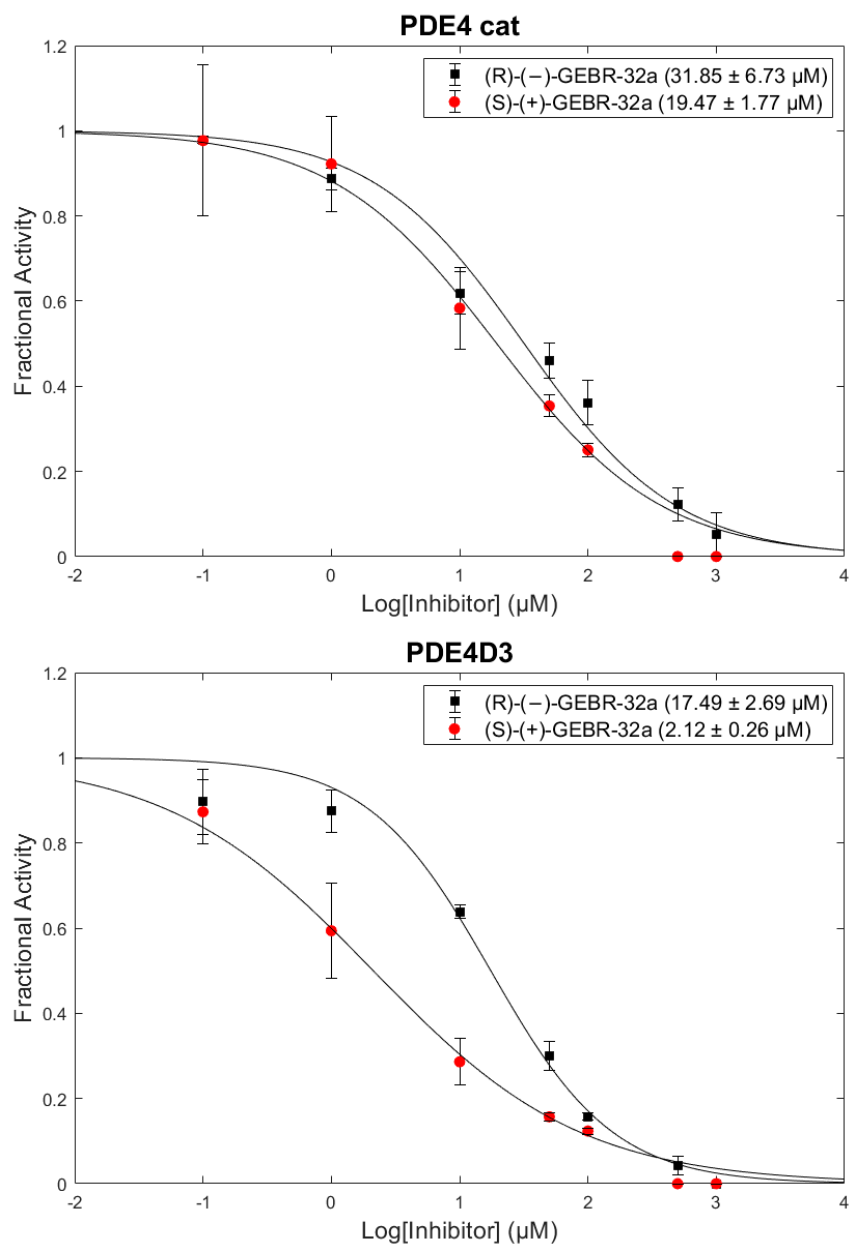 PDE4 cat
1.2
(R)-(−)-GEBR-32a (31.85 ± 6.73 µM)
(S)-(+)-GEBR-32a (19.47 ± 1.77 µM)
1
0.8
0.6
0.4
0.2
0
Fractional Activity
-2 -1 0 1 2 3 4
Log[Inhibitor] (µM)
PDE4D3
1.2
(R)-(−)-GEBR-32a (17.49 ± 2.69 µM)
(S)-(+)-GEBR-32a (2.12 ± 0.26 µM)
1
0.8
0.6
0.4
0.2
0
Fractional Activity
-2 -1 0 1 2 3 4
Log[Inhibitor] (µM)